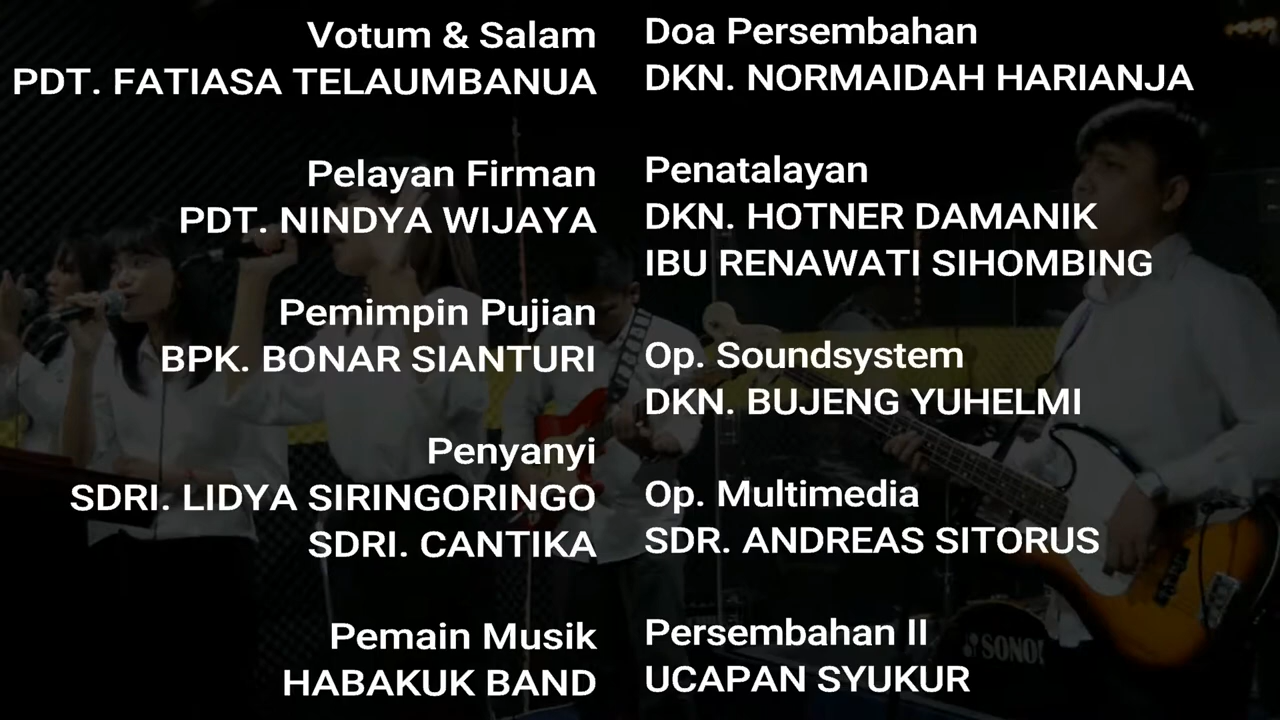 Votum & Salam
PDT. FATIASA TELAUMBANUA
Pelayan Firman
PDT. NINDYA WIJAYA
Pemimpin Pujian
BPK. BONAR SIANTURI
Penyanyi
SDRI. LIDYA SIRINGORINGO
SDRI. CANTIKA
Pemain Musik
HABAKUK BAND
Doa Persembahan
DKN. NORMAIDAH HARIANJA
Penatalayan
DKN. HOTNER DAMANIK
IBU RENAWATI SIHOMBING
Op. Soundsystem
DKN. BUJENG YUHELMI
Op. Multimedia
SDR. ANDREAS SITORUS
Persembahan II
UCAPAN SYUKUR
SONOR